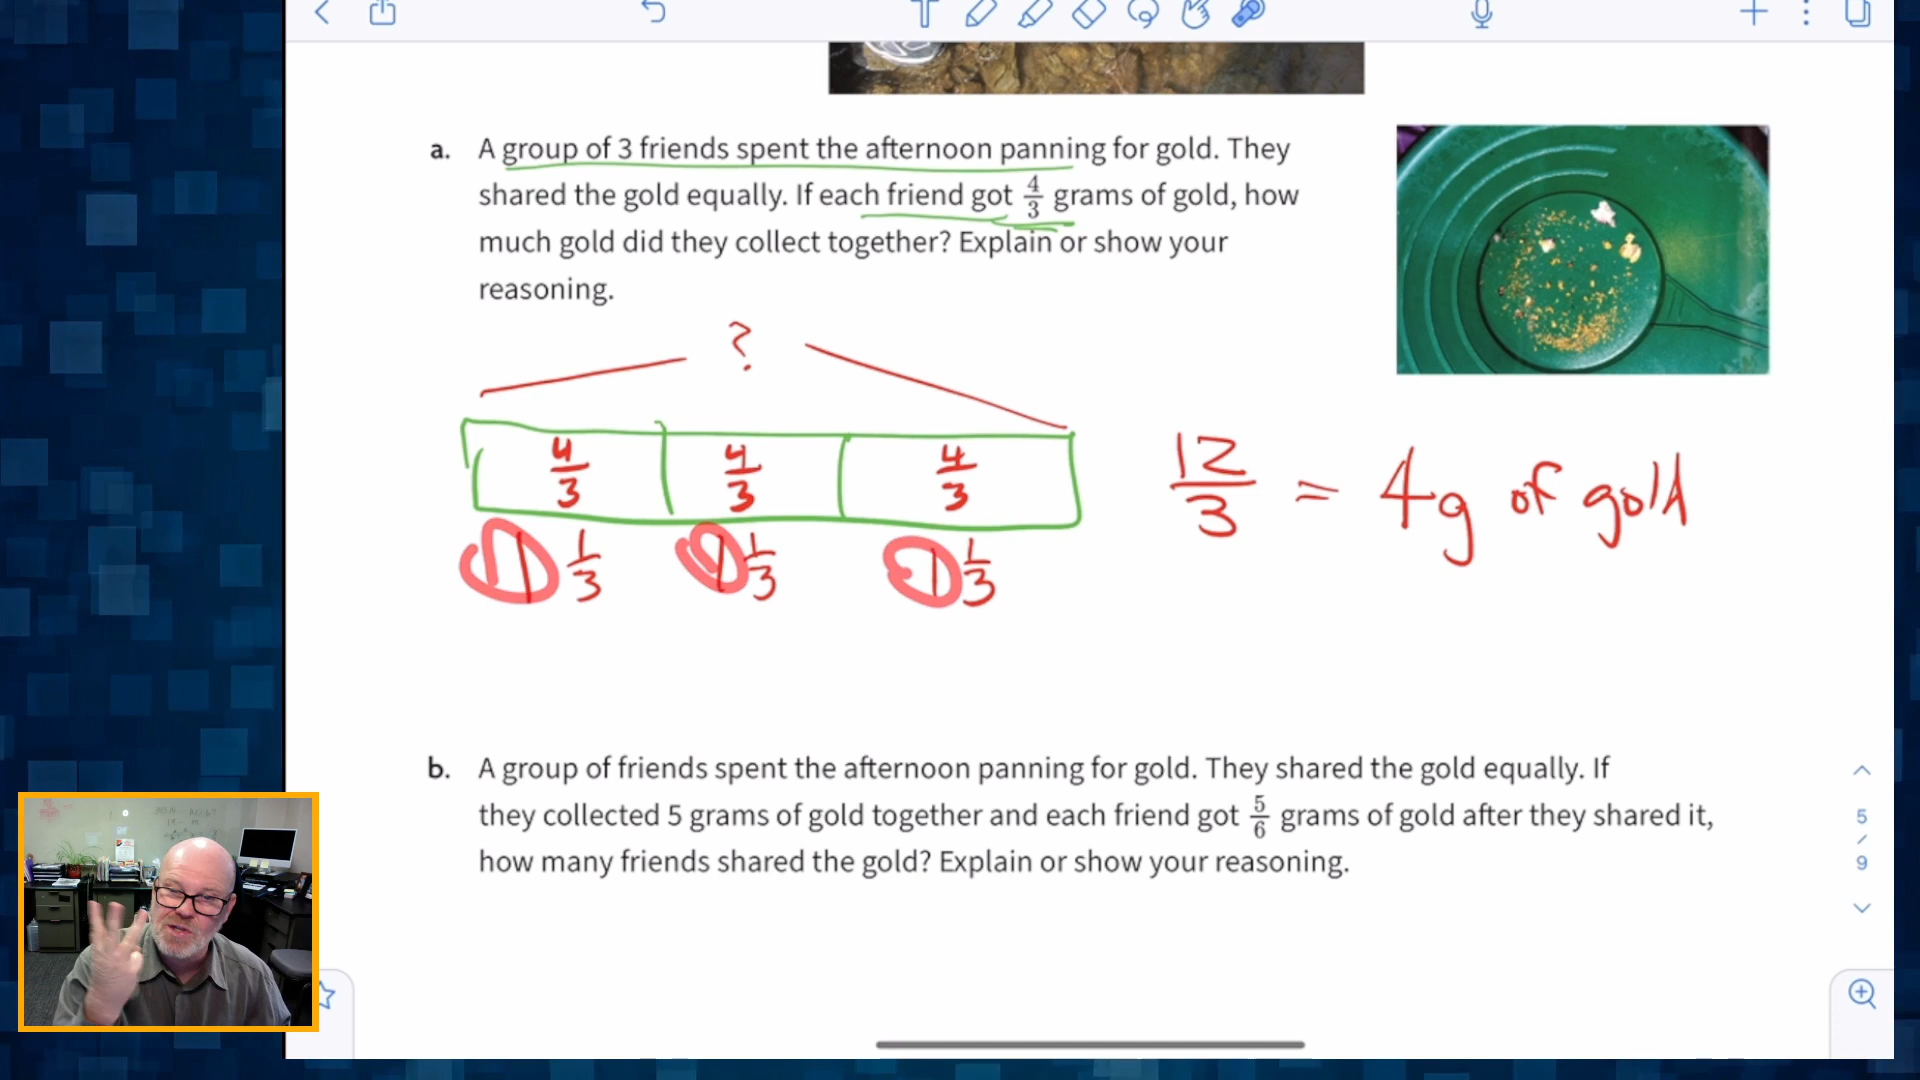 a. A group of 3 friends spent the afternoon panning for gold. They
shared the gold equally. If each friend got 4/3 grams of gold, how
much gold did they collect together? Explain or show your
reasoning.
?
4/3 4/3 4/3
12/3 = 4g of gold
1 1/3 1 1/3 1 1/3
b. A group of friends spent the afternoon panning for gold. They shared the gold equally. If
they collected 5 grams of gold together and each friend got 5/6 grams of gold after they shared it,
how many friends shared the gold? Explain or show your reasoning.
5
/
9